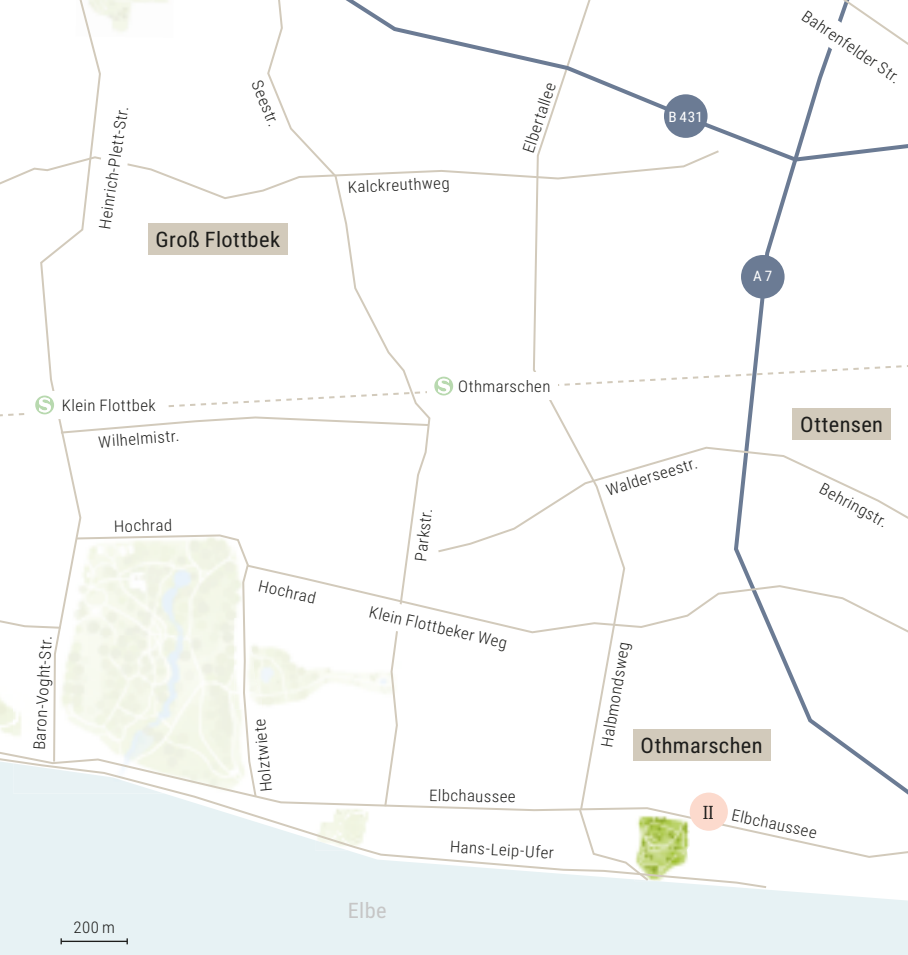 Bahrenfelder Str.
Seestr.
Elbertallee
B 431
Heinrich-Plett-Str.
Kalckreuthweg
Groß Flottbek
A 7
S Othmarschen
S Klein Flottbek
Ottensen
Wilhelmistr.
Walderseestr.
Behringstr.
Hochrad
Parkstr.
Hochrad
Klein Flottbeker Weg
Baron-Voght-Str.
Halbmondsweg
Holztwiete
Othmarschen
Elbchaussee
II
Elbchaussee
Hans-Leip-Ufer
Elbe
200 m